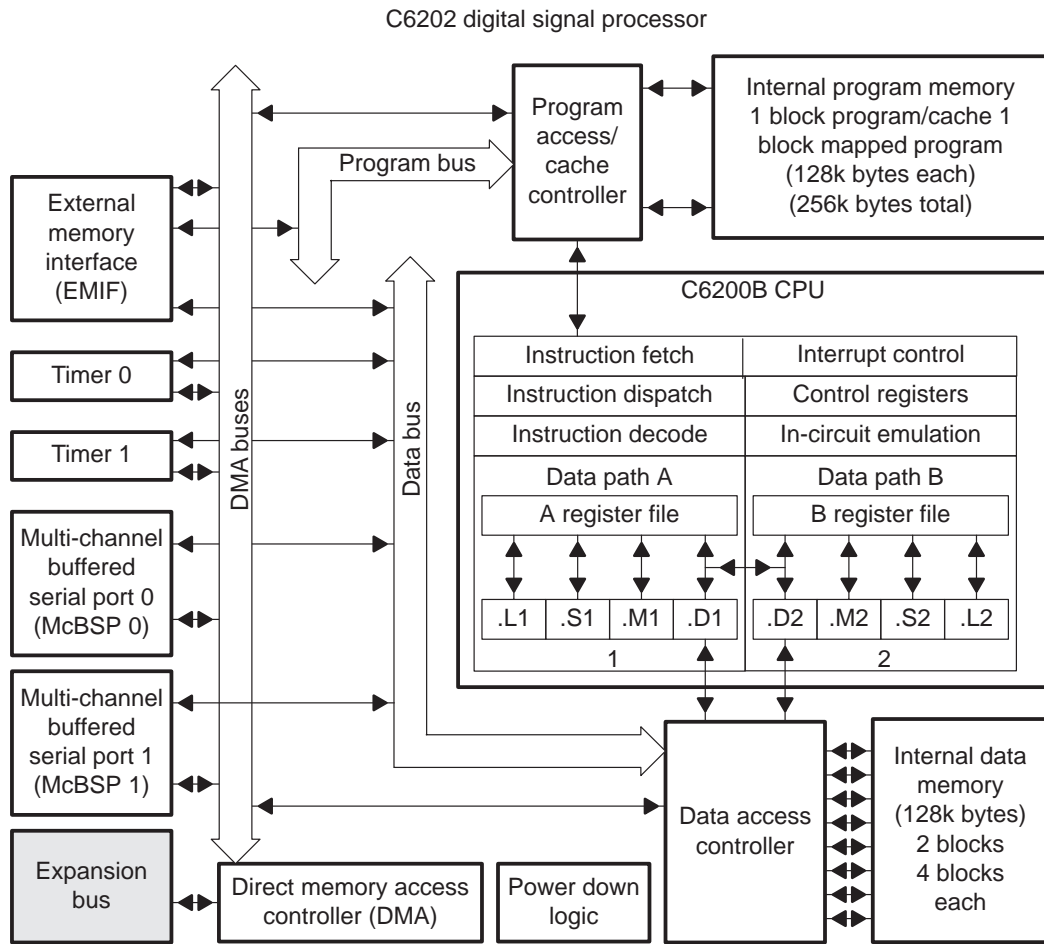 C6202 digital signal processor
Program
access/
cache
controller
Internal program memory
1 block program/cache 1
block mapped program
(128k bytes each)
(256k bytes total)
Program bus
External
memory
interface
(EMIF)
Timer 0
Timer 1
Multi-channel
buffered
serial port 0
(McBSP 0)
Multi-channel
buffered
serial port 1
(McBSP 1)
Expansion
bus
DMA buses
Data bus
C6200B CPU
Instruction fetch
Interrupt control
Instruction dispatch
Control registers
Instruction decode
In-circuit emulation
Data path A
Data path B
A register file
B register file
.L1
.S1
.M1
.D1
.D2
.M2
.S2
.L2
1
2
Direct memory access
controller (DMA)
Power down
logic
Data access
controller
Internal data
memory
(128k bytes)
2 blocks
4 blocks
each